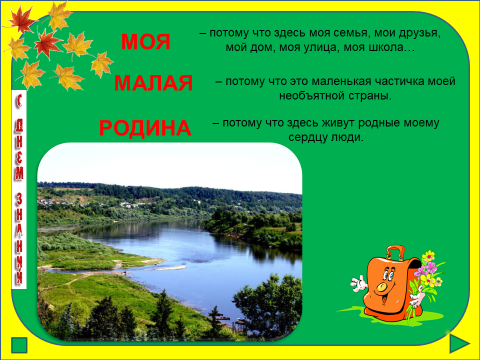 МОЯ
– потому что здесь моя семья, мои друзья,
мой дом, моя улица, моя школа…
МАЛАЯ
– потому что это маленькая частичка моей
необъятной страны.
РОДИНА
– потому что здесь живут родные моему
сердцу люди.
С ДНЕМ ЗНАНИЙ